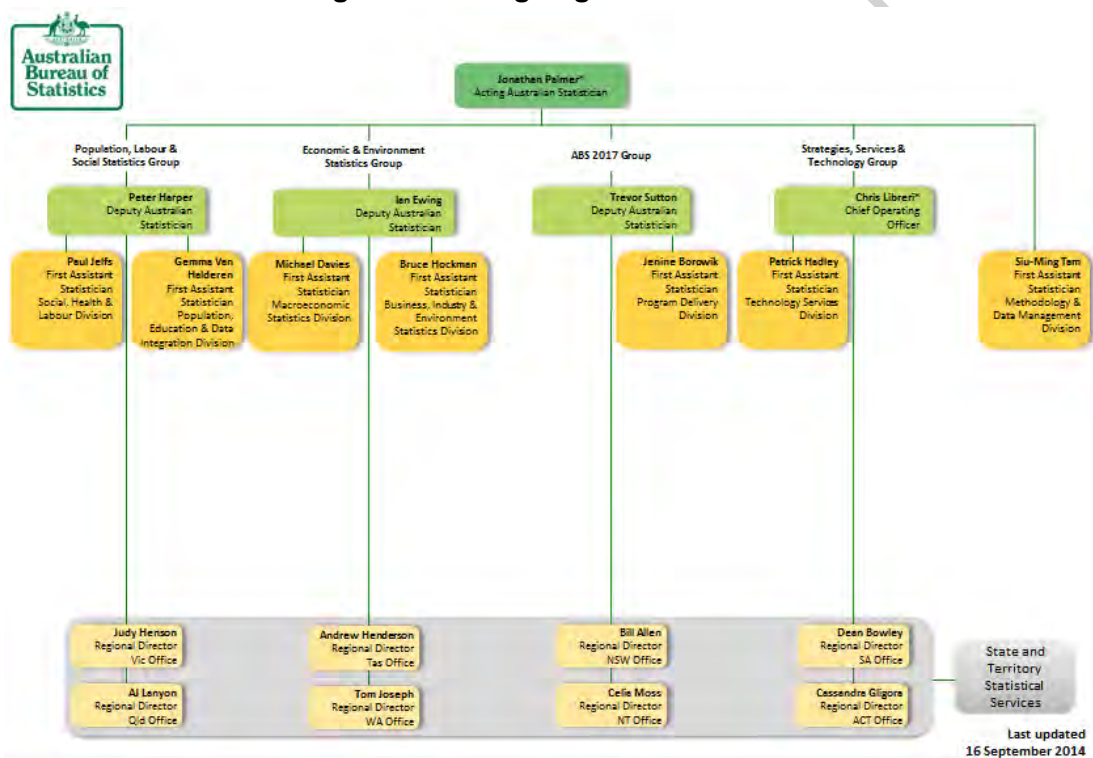 Australian
Bureau of
Statistics
Jonathan Palmer*
Acting Australian Statistician
Population, Labour &
Social Statistics Group
Economic & Environment
Statistics Group
ABS 2017 Group
Strategies, Services &
Technology Group
Peter Harper
Deputy Australian
Statistician
Ian Ewing
Deputy Australian
Statistician
Trevor Sutton
Deputy Australian
Statistician
Chris Libreri*
Chief Operating
Officer
Paul Jelfs
First Assistant
Statistician
Social, Health &
Labour Division
Gemma Van
Halderen
First Assistant
Statistician
Population,
Education & Data
Integration Division
Michael Davies
First Assistant
Statistician
Macroeconomic
Statistics Division
Bruce Hockman
First Assistant
Statistician
Business, Industry &
Environment
Statistics Division
Jenine Borowik
First Assistant
Statistician
Program Delivery
Division
Patrick Hadley
First Assistant
Statistician
Technology Services
Division
Siu-Ming Tam
First Assistant
Statistician
Methodology &
Data Management
Division
Judy Henson
Regional Director
Vic Office
Andrew Henderson
Regional Director
Tas Office
Bill Allen
Regional Director
NSW Office
Dean Bowley
Regional Director
SA Office
AJ Lanyon
Regional Director
Qld Office
Tom Joseph
Regional Director
WA Office
Celia Moss
Regional Director
NT Office
Cassandra Gligora
Regional Director
ACT Office
State and
Territory
Statistical
Services
Last updated
16 September 2014